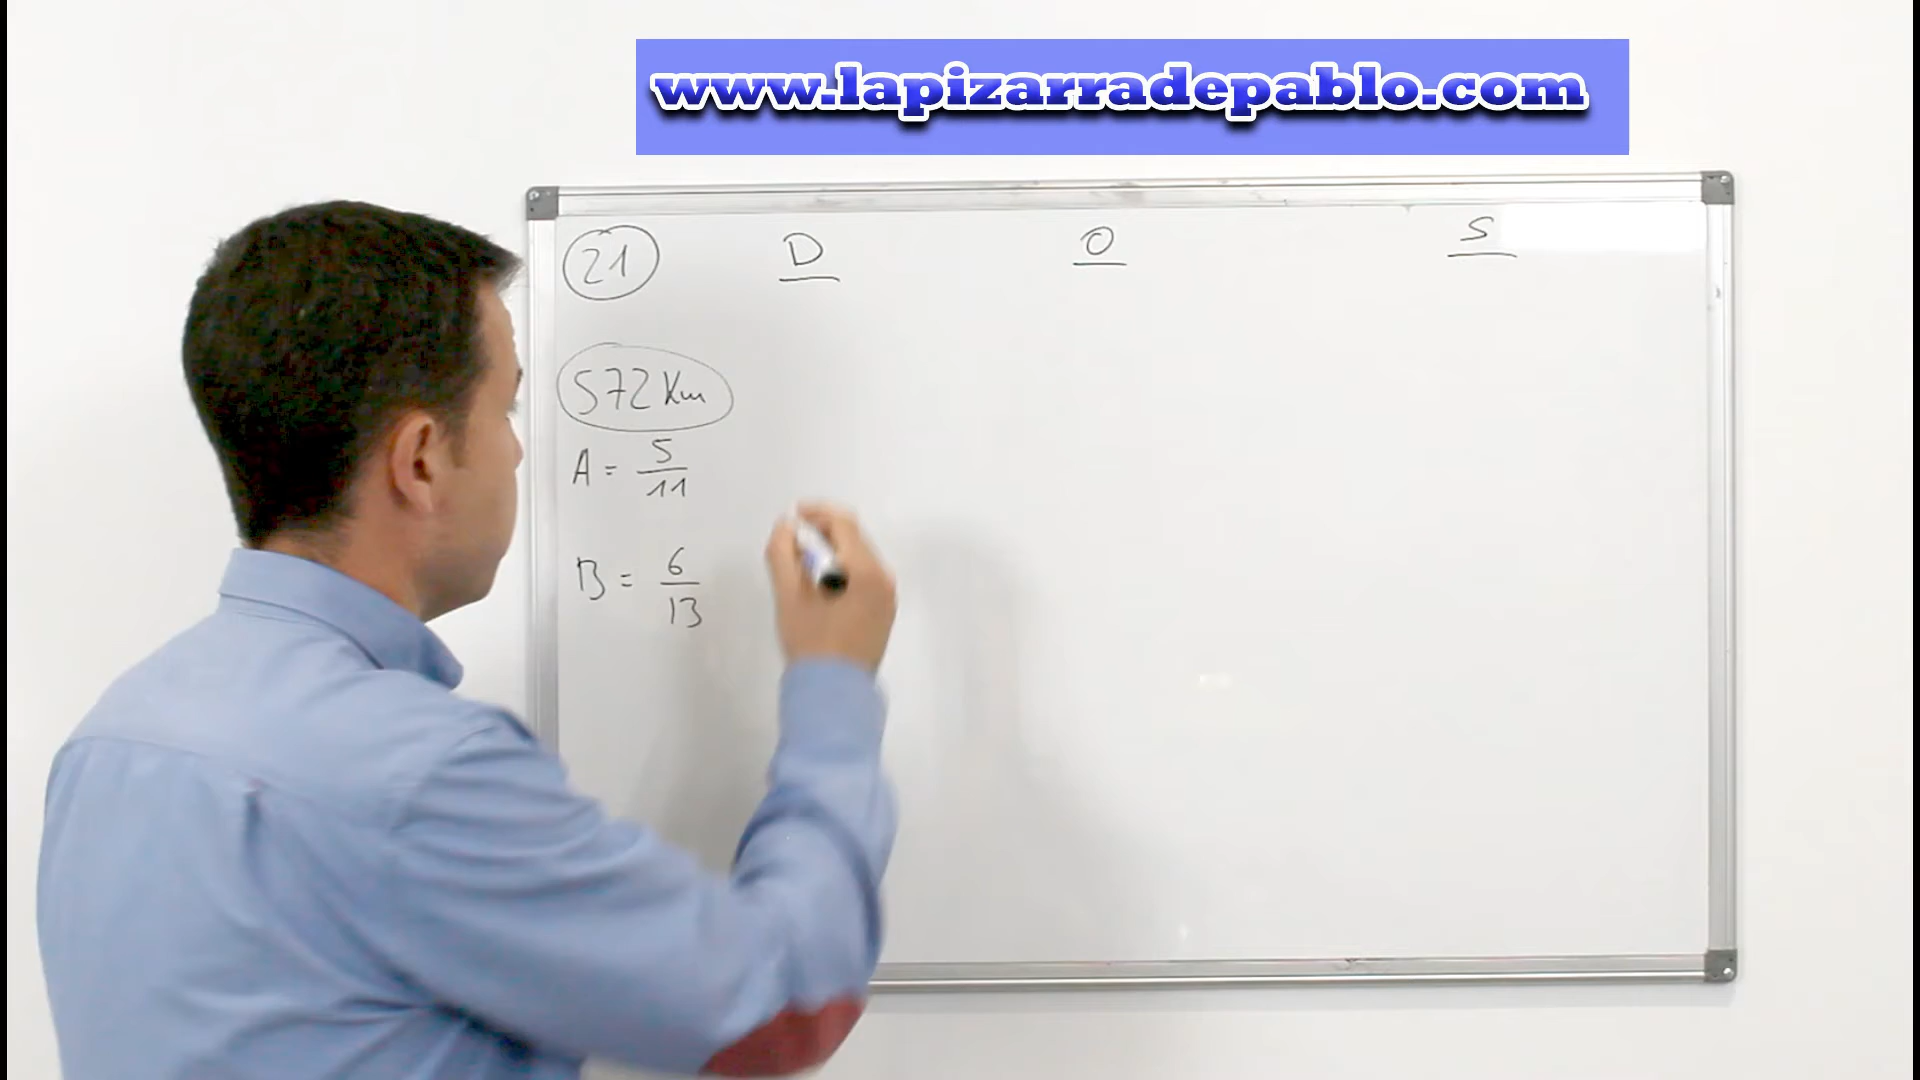 www.lapizarradepablo.com
21 D O S
572 Km
A = 5/11
B = 6/13